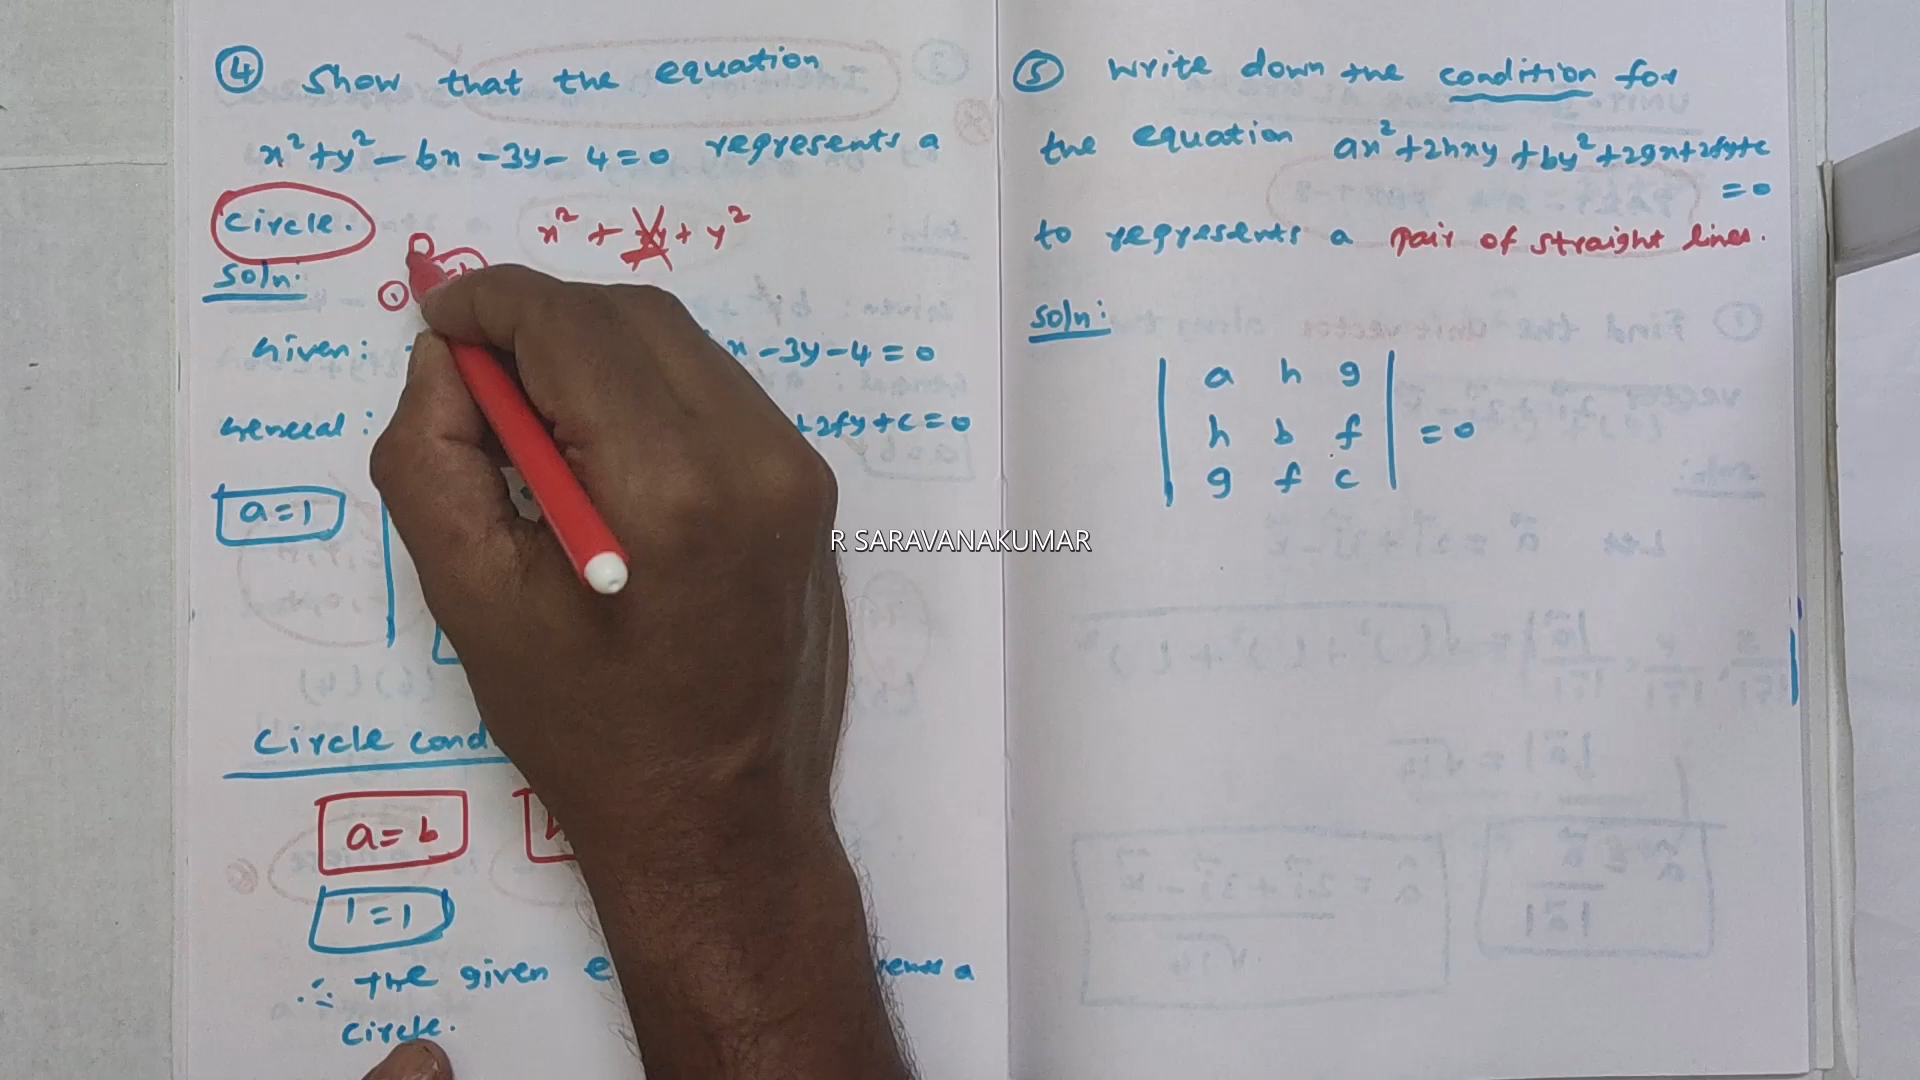 ④ Show that the equation
x² + y² - 6x - 3y - 4 = 0 represents a
circle.
x² + xy + y²
Soln:
①
Given: x - 3y - 4 = 0
General: + 2fy + c = 0
a = 1
Circle
a = b
1 = 1
∴ The given a
circle.
⑤ Write down the condition for
the equation ax² + 2hxy + by² + 2gx + 2fy + c
= 0
to represents a pair of straight lines.
Soln:
a h g
h b f = 0
g f c
R SARAVANAKUMAR